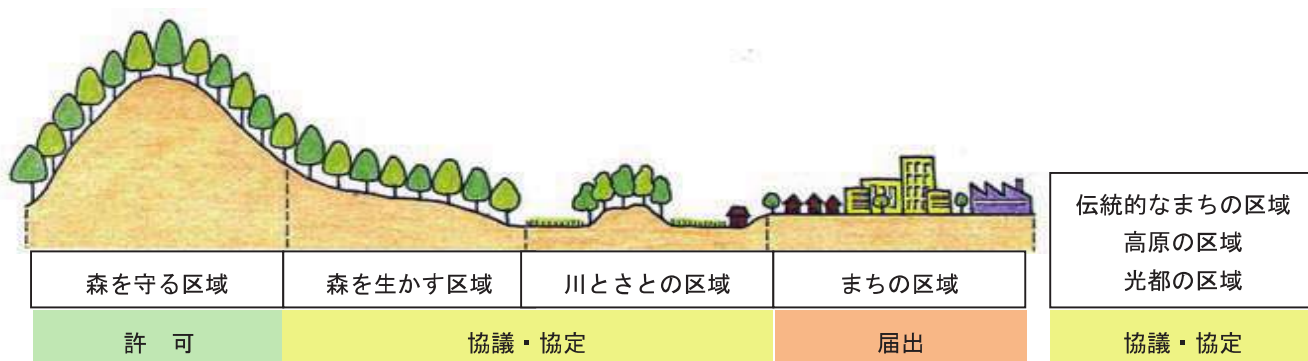 伝統的なまちの区域
高原の区域
光都の区域
森を守る区域
森を生かす区域
川とさとの区域
まちの区域
許　可
協議・協定
届出
協議・協定